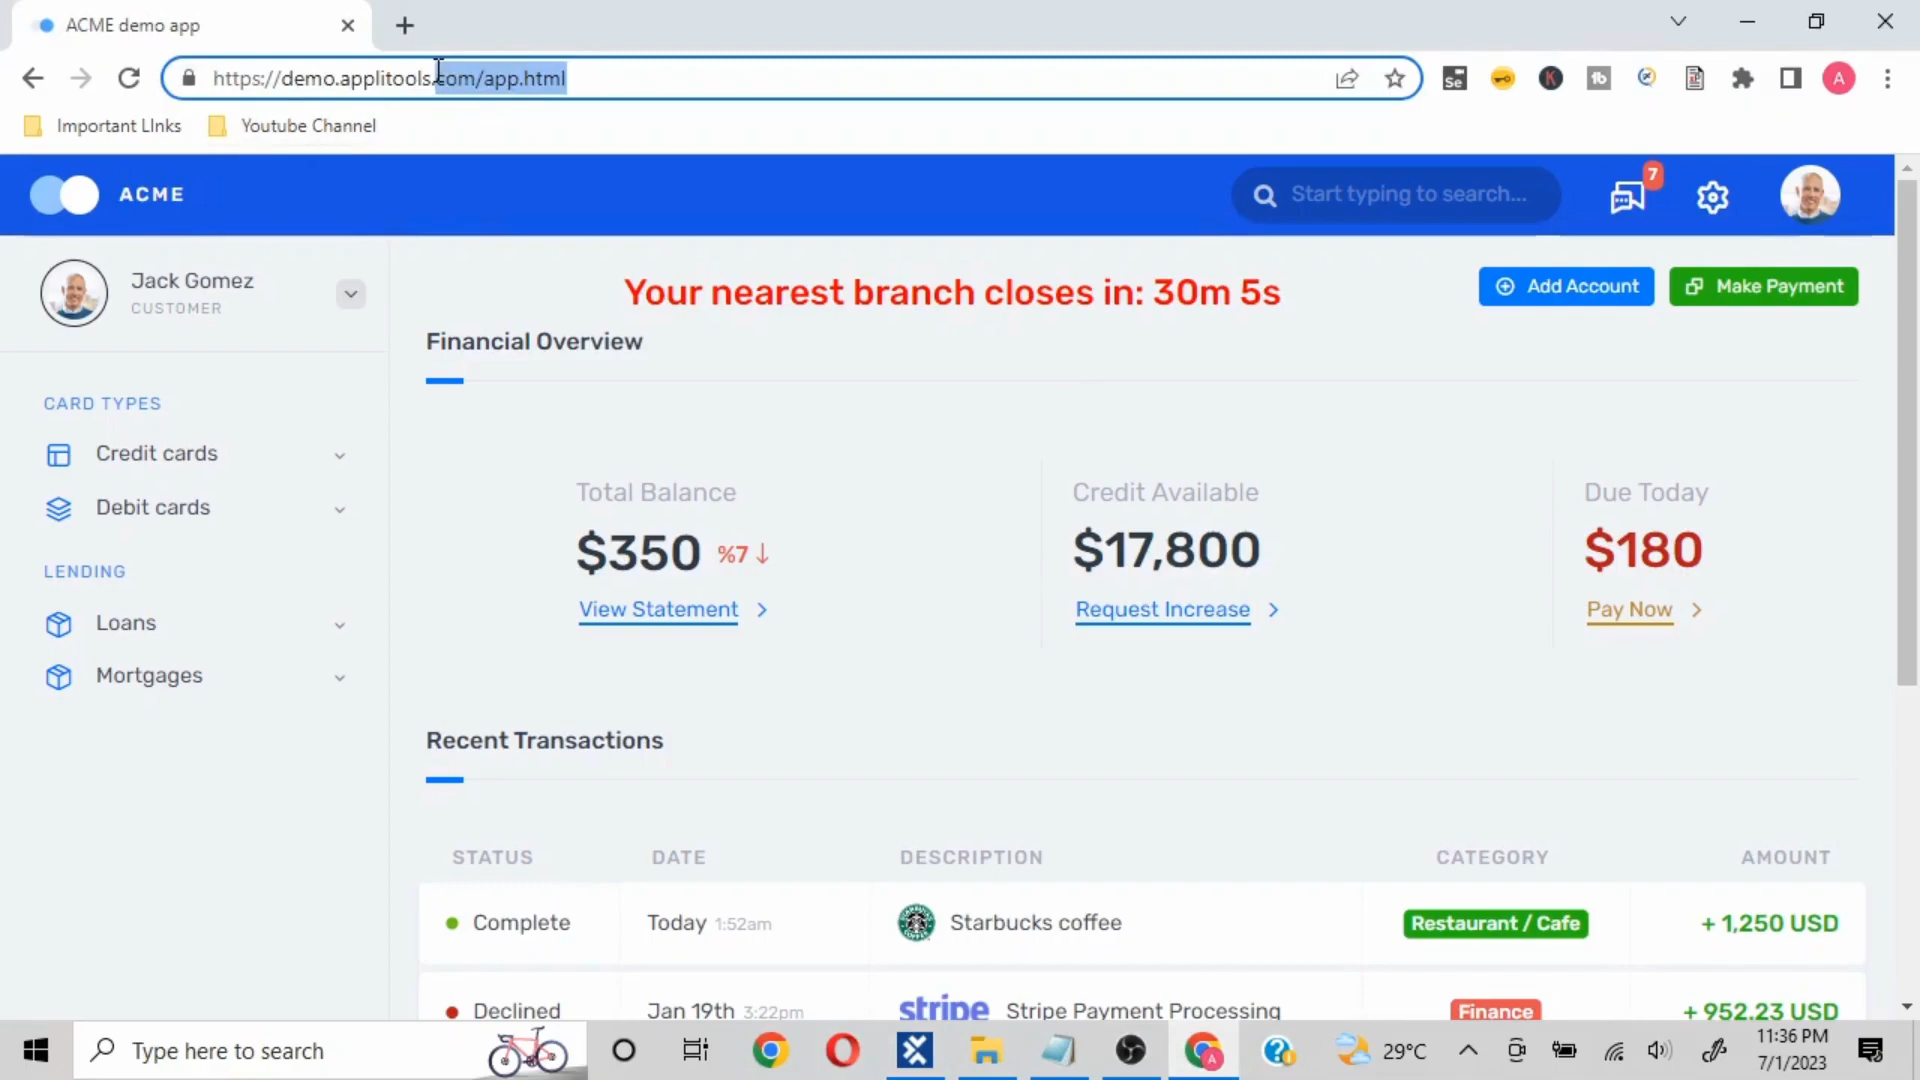 ACME demo app
https://demo.applitools.com/app.html
Se
K
tb
A
Important LInks
Youtube Channel
ACME
Start typing to search...
7
Jack Gomez
CUSTOMER
Your nearest branch closes in: 30m 5s
Add Account
Make Payment
Financial Overview
CARD TYPES
Credit cards
Debit cards
LENDING
Loans
Mortgages
Total Balance
$350 %7
View Statement
Credit Available
$17,800
Request Increase
Due Today
$180
Pay Now
Recent Transactions
STATUS DATE DESCRIPTION CATEGORY AMOUNT
Complete Today 1:52am Starbucks coffee Restaurant / Cafe + 1,250 USD
Declined Jan 19th 3:22pm stripe Stripe Payment Processing Finance + 952.23 USD
Type here to search
A
29°C
11:36 PM
7/1/2023